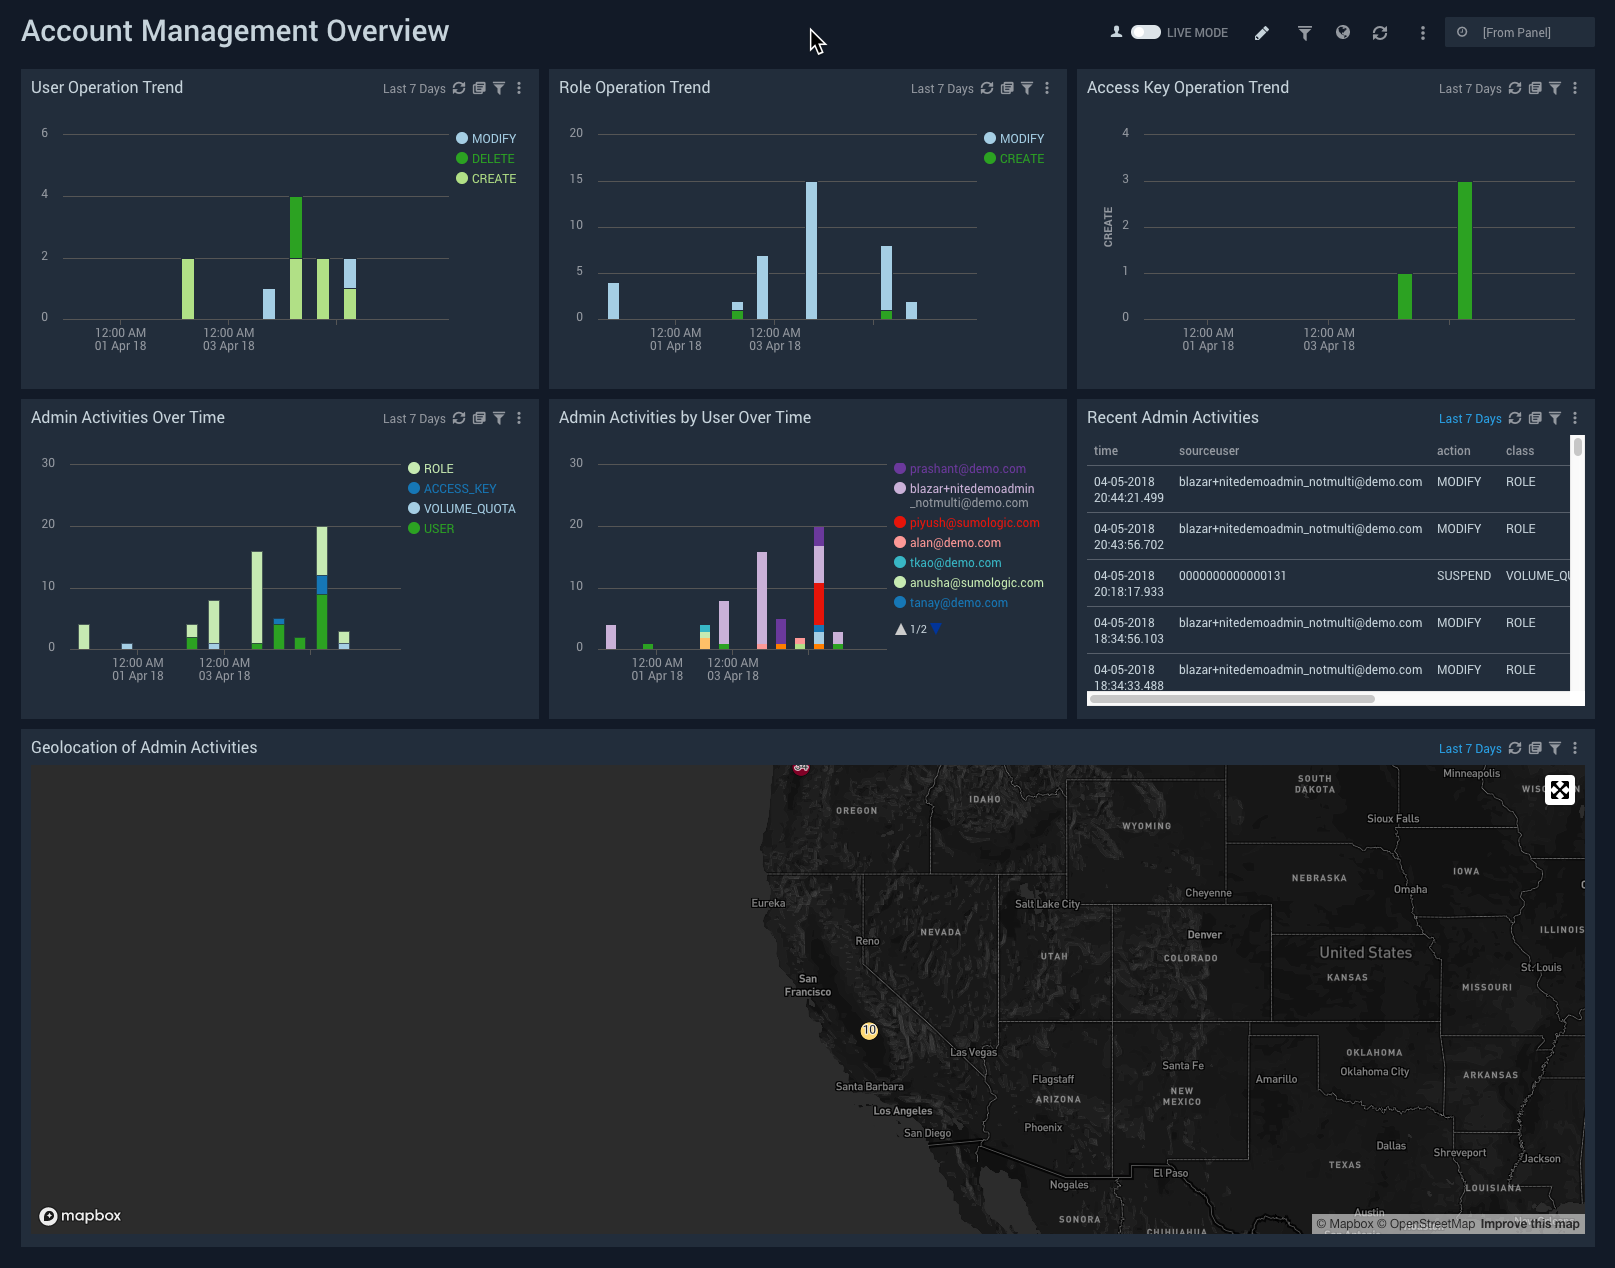 Account Management Overview
LIVE MODE
[From Panel]
User Operation Trend
Last 7 Days
6
4
2
0
12:00 AM
01 Apr 18
12:00 AM
03 Apr 18
MODIFY
DELETE
CREATE
Role Operation Trend
Last 7 Days
20
15
10
5
0
12:00 AM
01 Apr 18
12:00 AM
03 Apr 18
MODIFY
CREATE
Access Key Operation Trend
Last 7 Days
CREATE
4
3
2
1
0
12:00 AM
01 Apr 18
12:00 AM
03 Apr 18
Admin Activities Over Time
Last 7 Days
30
20
10
0
12:00 AM
01 Apr 18
12:00 AM
03 Apr 18
ROLE
ACCESS_KEY
VOLUME_QUOTA
USER
Admin Activities by User Over Time
30
20
10
0
12:00 AM
01 Apr 18
12:00 AM
03 Apr 18
prashant@demo.com
blazar+nitedemoadmin
_notmulti@demo.com
piyush@sumologic.com
alan@demo.com
tkao@demo.com
anusha@sumologic.com
tanay@demo.com
1/2
Recent Admin Activities
Last 7 Days
time sourceuser action class
04-05-2018 blazar+nitedemoadmin_notmulti@demo.com MODIFY ROLE
20:44:21.499
04-05-2018 blazar+nitedemoadmin_notmulti@demo.com MODIFY ROLE
20:43:56.702
04-05-2018 0000000000000131 SUSPEND VOLUME_QU
20:18:17.933
04-05-2018 blazar+nitedemoadmin_notmulti@demo.com MODIFY ROLE
18:34:56.103
04-05-2018 blazar+nitedemoadmin_notmulti@demo.com MODIFY ROLE
18:34:33.488
Geolocation of Admin Activities
Last 7 Days
SOUTH
DAKOTA
Minneapolis
OREGON
IDAHO
WYOMING
Sioux Falls
Eureka
Salt Lake City
Cheyenne
NEBRASKA
Omaha
IOWA
Reno
NEVADA
UTAH
Denver
COLORADO
United States
KANSAS
ILLINOIS
St. Louis
MISSOURI
San
Francisco
10
Las Vegas
Santa Barbara
Los Angeles
San Diego
Flagstaff
ARIZONA
Phoenix
Santa Fe
NEW
MEXICO
Amarillo
OKLAHOMA
Oklahoma City
ARKANSAS
Dallas
Shreveport
Jackson
TEXAS
LOUISIANA
El Paso
Nogales
SONORA
CHIHUAHUA
Austin
mapbox
© Mapbox © OpenStreetMap Improve this map